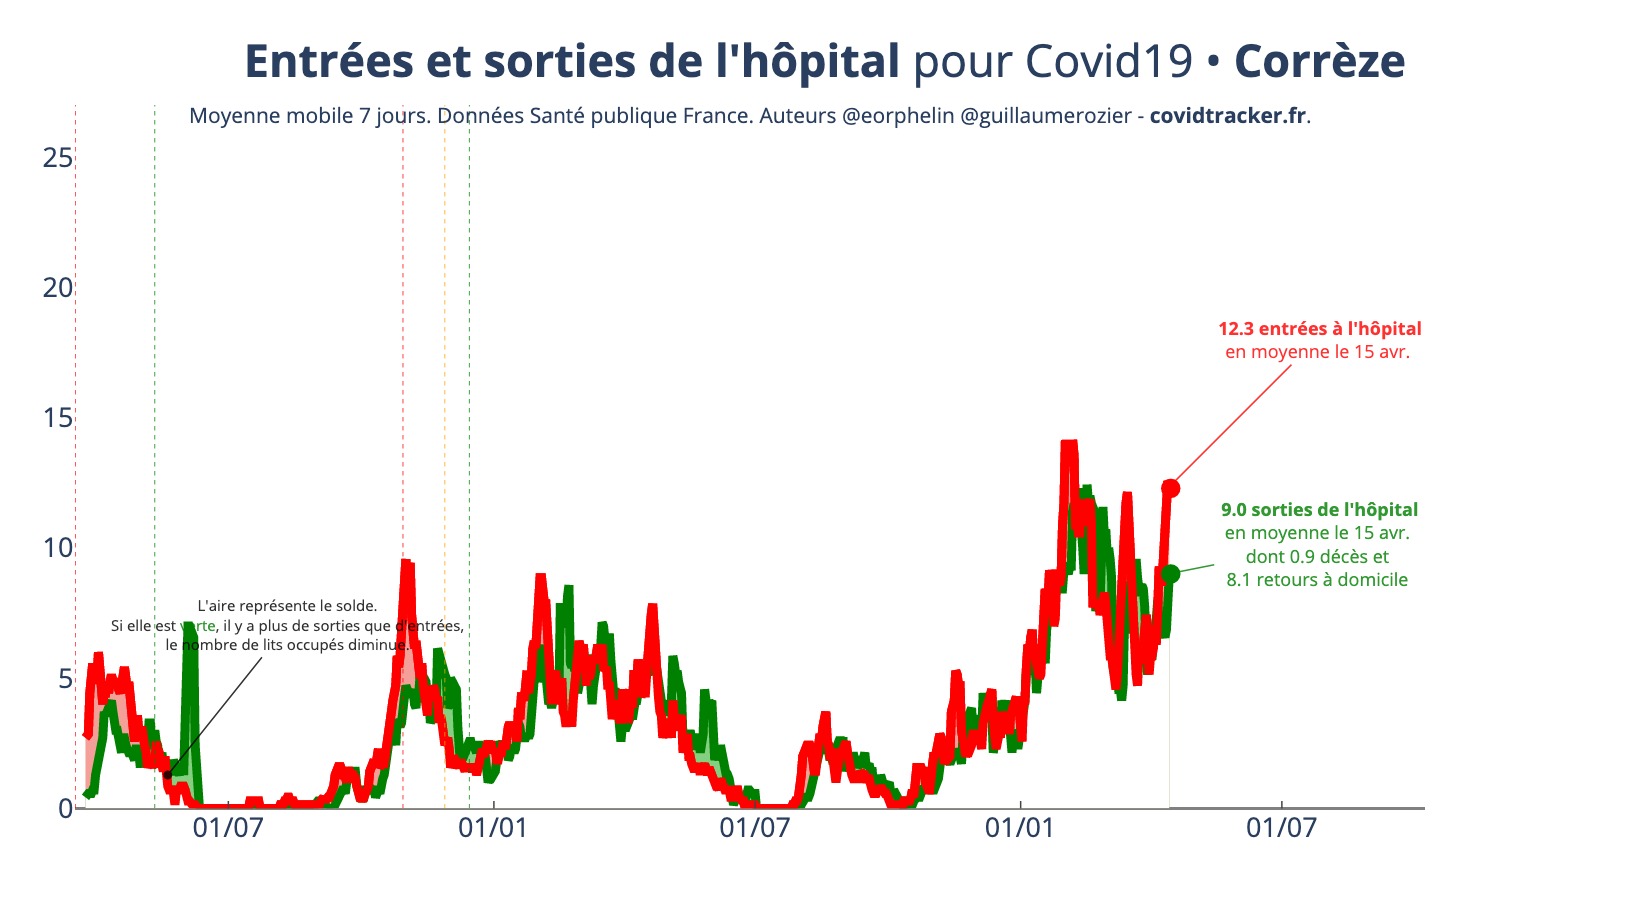 Entrées et sorties de l'hôpital pour Covid19 • Corrèze
Moyenne mobile 7 jours. Données Santé publique France. Auteurs @eorphelin @guillaumerozier - covidtracker.fr.
25
20
15
10
5
0
12.3 entrées à l'hôpital
en moyenne le 15 avr.
9.0 sorties de l'hôpital
en moyenne le 15 avr.
dont 0.9 décès et
8.1 retours à domicile
L'aire représente le solde.
Si elle est verte, il y a plus de sorties que d'entrées,
le nombre de lits occupés diminue.
01/07
01/01
01/07
01/01
01/07